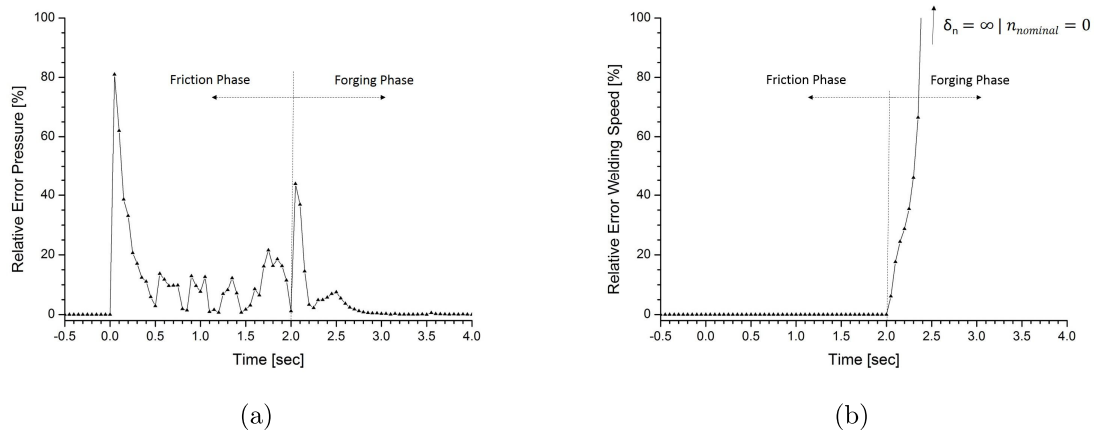 100
80
60
40
20
0
Relative Error Pressure [%]
Friction Phase
Forging Phase
-0.5 0.0 0.5 1.0 1.5 2.0 2.5 3.0 3.5 4.0
Time [sec]
(a)
δn = ∞ | nnominal = 0
100
80
60
40
20
0
Relative Error Welding Speed [%]
Friction Phase
Forging Phase
-0.5 0.0 0.5 1.0 1.5 2.0 2.5 3.0 3.5 4.0
Time [sec]
(b)